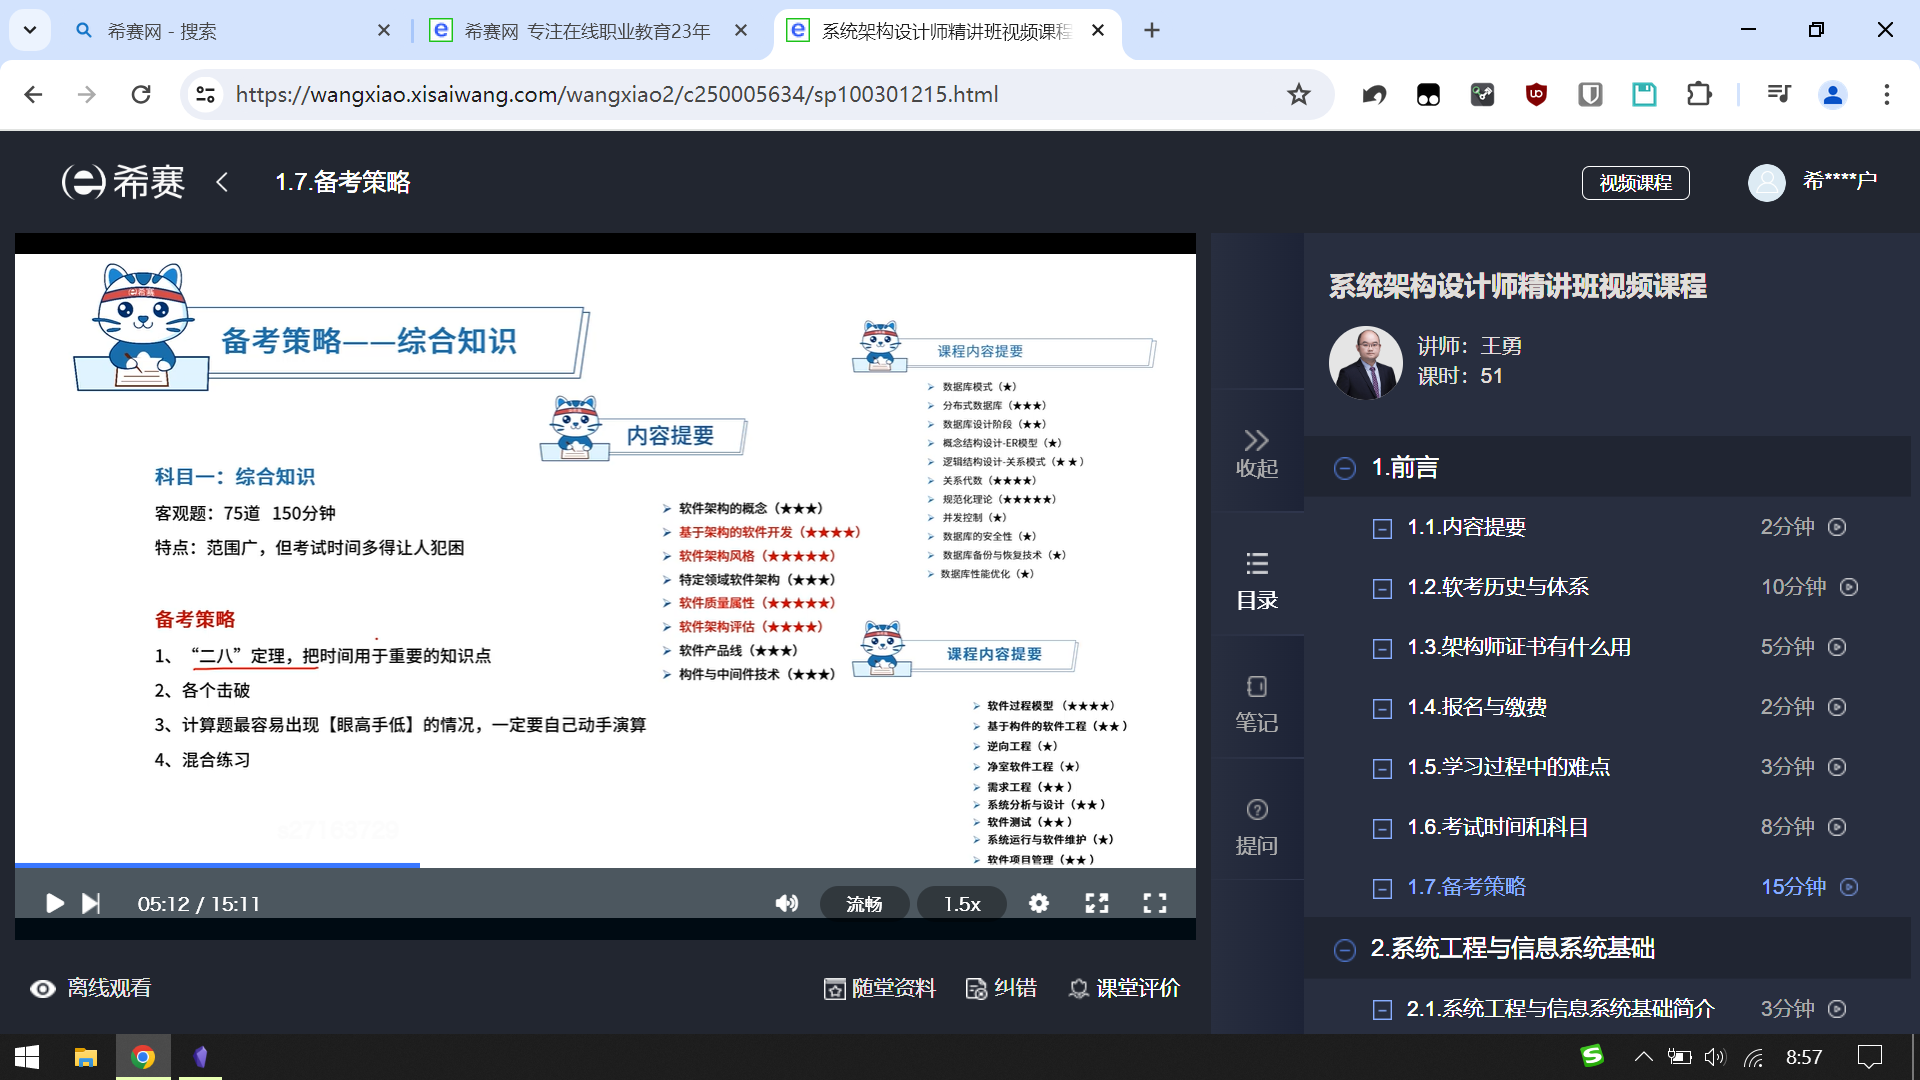 希赛网 - 搜索
希赛网 专注在线职业教育23年
系统架构设计师精讲班视频课程
https://wangxiao.xisaiwang.com/wangxiao2/c250005634/sp100301215.html
希赛
1.7.备考策略
视频课程
希****户
备考策略——综合知识
科目一：综合知识
客观题：75道 150分钟
特点：范围广，但考试时间多得让人犯困
备考策略
1、“二八”定理，把时间用于重要的知识点
2、各个击破
3、计算题最容易出现【眼高手低】的情况，一定要自己动手演算
4、混合练习
内容提要
➢ 软件架构的概念（★★★）
➢ 基于架构的软件开发（★★★★）
➢ 软件架构风格（★★★★★）
➢ 特定领域软件架构（★★★）
➢ 软件质量属性（★★★★★）
➢ 软件架构评估（★★★★）
➢ 软件产品线（★★★）
➢ 构件与中间件技术（★★★）
课程内容提要
➢ 数据库模式（★）
➢ 分布式数据库（★★★）
➢ 数据库设计阶段（★★）
➢ 概念结构设计-ER模型（★）
➢ 逻辑结构设计-关系模式（★ ★）
➢ 关系代数（★★★★）
➢ 规范化理论（★★★★★）
➢ 并发控制（★）
➢ 数据库的安全性（★）
➢ 数据库备份与恢复技术（★）
➢ 数据库性能优化（★）
课程内容提要
➢ 软件过程模型（★★★★）
➢ 基于构件的软件工程（★★）
➢ 逆向工程（★）
➢ 净室软件工程（★）
➢ 需求工程（★★）
➢ 系统分析与设计（★★）
➢ 软件测试（★★）
➢ 系统运行与软件维护（★）
➢ 软件项目管理（★★）
05:12 / 15:11
流畅
1.5x
离线观看
随堂资料
纠错
课堂评价
收起
目录
笔记
提问
系统架构设计师精讲班视频课程
讲师：王勇
课时：51
1.前言
1.1.内容提要 2分钟
1.2.软考历史与体系 10分钟
1.3.架构师证书有什么用 5分钟
1.4.报名与缴费 2分钟
1.5.学习过程中的难点 3分钟
1.6.考试时间和科目 8分钟
1.7.备考策略 15分钟
2.系统工程与信息系统基础
2.1.系统工程与信息系统基础简介 3分钟
8:57